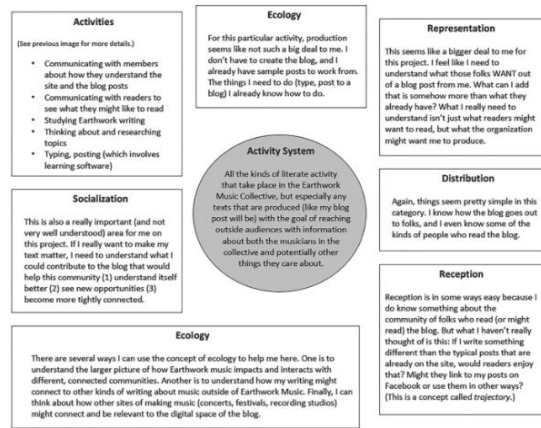 Activities
(See previous image for more details.)
• Communicating with members
about how they understand the
site and the blog posts
• Communicating with readers to
see what they might like to read
• Studying Earthwork writing
• Thinking about and researching
topics
• Typing, posting (which involves
learning software)
Ecology
For this particular activity, production
seems like not such a big deal to me. I
don't have to create the blog, and I
already have sample posts to work from.
The things I need to do (type, post to a
blog) I already know how to do.
Representation
This seems like a bigger deal to me for
this project. I feel like I need to
understand what those folks WANT out
of a blog post from me. What can I add
that is somehow more than what they
already have? What I really need to
understand isn't just what readers might
want to read, but what the organization
might want me to produce.
Activity System
All the kinds of literate activity
that take place in the Earthwork
Music Collective, but especially any
texts that are produced (like my blog
post will be) with the goal of reaching
outside audiences with information
about both the musicians in the
collective and potentially other
things they care about.
Socialization
This is also a really important (and not
very well understood) area for me on
this project. If I really want to make my
text matter, I need to understand what I
could contribute to the blog that would
help this community (1) understand itself
better (2) see new opportunities (3)
become more tightly connected.
Distribution
Again, things seem pretty simple in this
category. I know how the blog goes out
to folks, and I even know some of the
kinds of people who read the blog.
Reception
Reception is in some ways easy because I
do know something about the
community of folks who read (or might
read) the blog. But what I haven't really
thought of is this: If I write something
different than the typical posts that are
already on the site, would readers enjoy
that? Might they link to my posts on
Facebook or use them in other ways?
(This is a concept called trajectory.)
Ecology
There are several ways I can use the concept of ecology to help me here. One is to
understand the larger picture of how Earthwork music impacts and interacts with
different, connected communities. Another is to understand how my writing might
connect to other kinds of writing about music outside of Earthwork Music. Finally, I can
think about how other sites of making music (concerts, festivals, recording studios)
might connect and be relevant to the digital space of the blog.